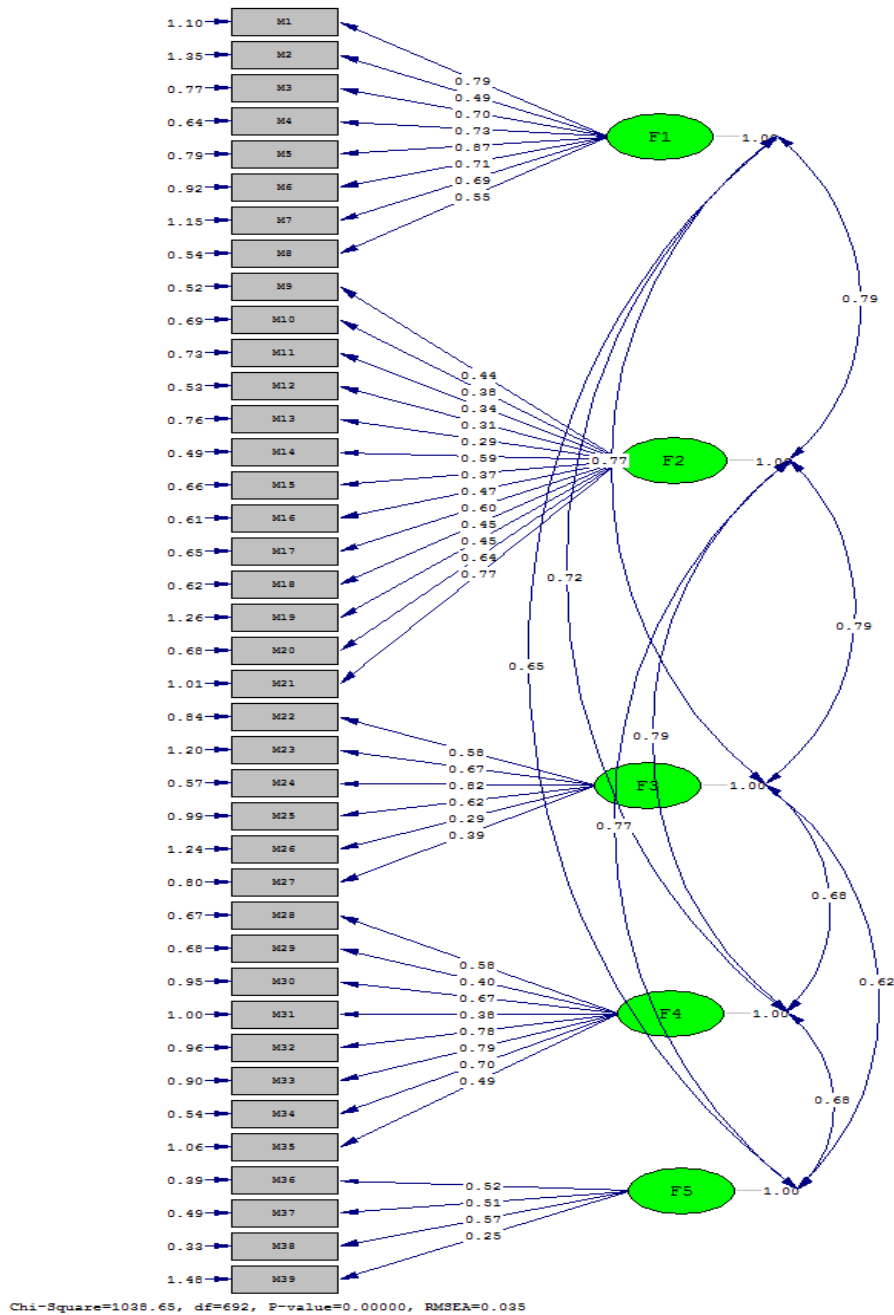 1.10 M1
1.35 M2
0.77 M3
0.79
0.49
0.70
0.64 M4
0.73
F1 1.00
0.79 M5
0.87
0.92 M6
0.71
0.69
1.15 M7
0.55
0.54 M8
0.52 M9
0.79
0.69 M10
0.73 M11
0.44
0.53 M12
0.38
0.34
0.76 M13
0.31
0.29
0.49 M14
0.59 0.77 F2 1.00
0.37
0.66 M15
0.47
0.61 M16
0.60
0.45
0.65 M17
0.45
0.64
0.62 M18
0.77 0.72
1.26 M19
0.79
0.68 M20
0.65
1.01 M21
0.84 M22
0.79
1.20 M23
0.58
0.67
0.57 M24
0.82 F3 1.00
0.99 M25
0.62
0.29
0.77
1.24 M26
0.39
0.80 M27
0.68
0.67 M28
0.68 M29
0.58
0.40
0.95 M30
0.62
0.67
1.00 M31
0.38 F4 1.00
0.96 M32
0.78
0.79
0.90 M33
0.70
0.49
0.54 M34
0.68
1.06 M35
0.39 M36
0.52
F5 1.00
0.49 M37
0.51
0.57
0.33 M38
0.25
1.48 M39
Chi-Square=1038.65, df=692, P-value=0.00000, RMSEA=0.035